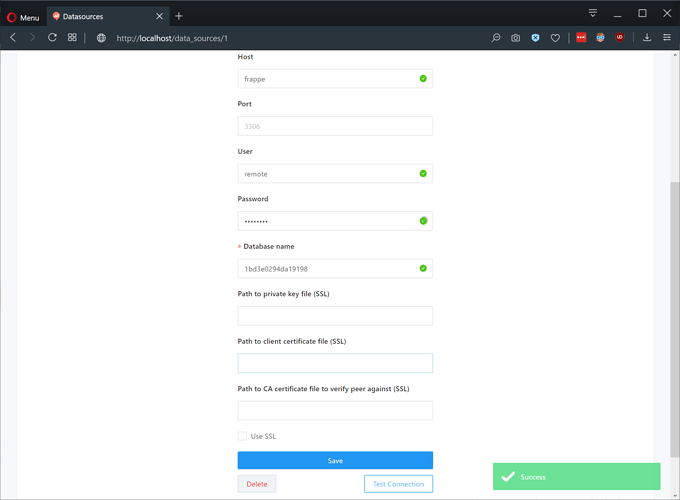 Menu
Datasources
http://localhost/data_sources/1
Host
frappe
Port
3306
User
remote
Password
••••••••
* Database name
1bd3e0294da19198
Path to private key file (SSL)
Path to client certificate file (SSL)
Path to CA certificate file to verify peer against (SSL)
Use SSL
Save
Delete
Test Connection
Success